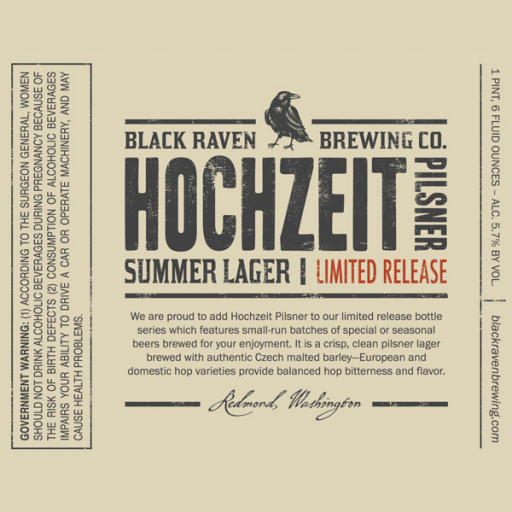 GOVERNMENT WARNING: (1) ACCORDING TO THE SURGEON GENERAL, WOMEN
SHOULD NOT DRINK ALCOHOLIC BEVERAGES DURING PREGNANCY BECAUSE OF
THE RISK OF BIRTH DEFECTS (2) CONSUMPTION OF ALCOHOLIC BEVERAGES
IMPAIRS YOUR ABILITY TO DRIVE A CAR OR OPERATE MACHINERY, AND MAY
CAUSE HEALTH PROBLEMS.
BLACK RAVEN BREWING CO.
HOCHZEIT
PILSNER
SUMMER LAGER | LIMITED RELEASE
We are proud to add Hochzeit Pilsner to our limited release bottle
series which features small-run batches of special or seasonal
beers brewed for your enjoyment. It is a crisp, clean pilsner lager
brewed with authentic Czech malted barley—European and
domestic hop varieties provide balanced hop bitterness and flavor.
Redmond, Washington
1 PINT, 6 FLUID OUNCES – ALC. 5.7% BY VOL.
blackravenbrewing.com